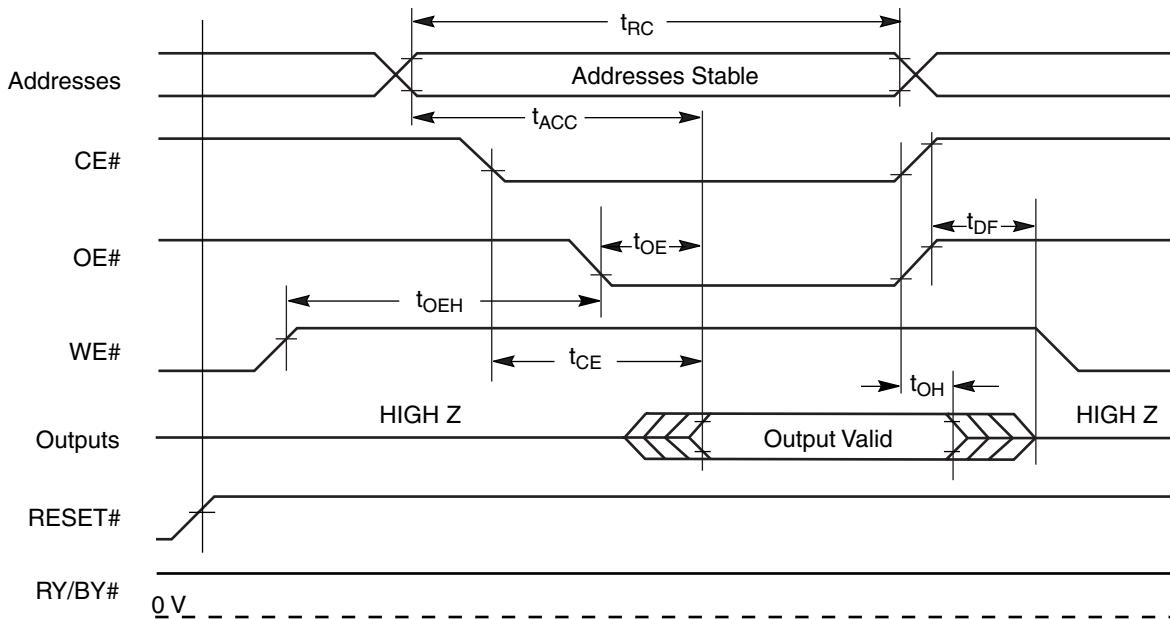 tRC
Addresses
Addresses Stable
tACC
CE#
tDF
OE#
tOE
tOEH
WE#
tCE
tOH
HIGH Z
HIGH Z
Outputs
Output Valid
RESET#
RY/BY#
0 V